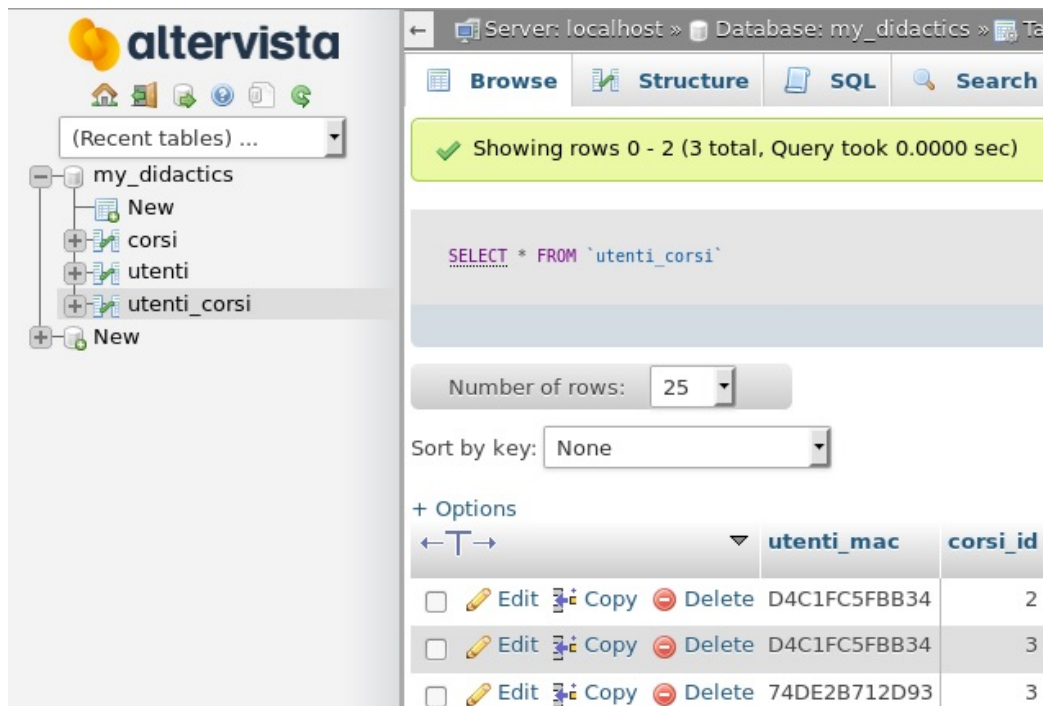 altervista
(Recent tables) ...
my_didactics
New
corsi
utenti
utenti_corsi
New
← Server: localhost » Database: my_didactics » Ta
Browse Structure SQL Search
Showing rows 0 - 2 (3 total, Query took 0.0000 sec)
SELECT * FROM `utenti_corsi`
Number of rows: 25
Sort by key: None
+ Options
←T→ utenti_mac corsi_id
Edit Copy Delete D4C1FC5FBB34 2
Edit Copy Delete D4C1FC5FBB34 3
Edit Copy Delete 74DE2B712D93 3